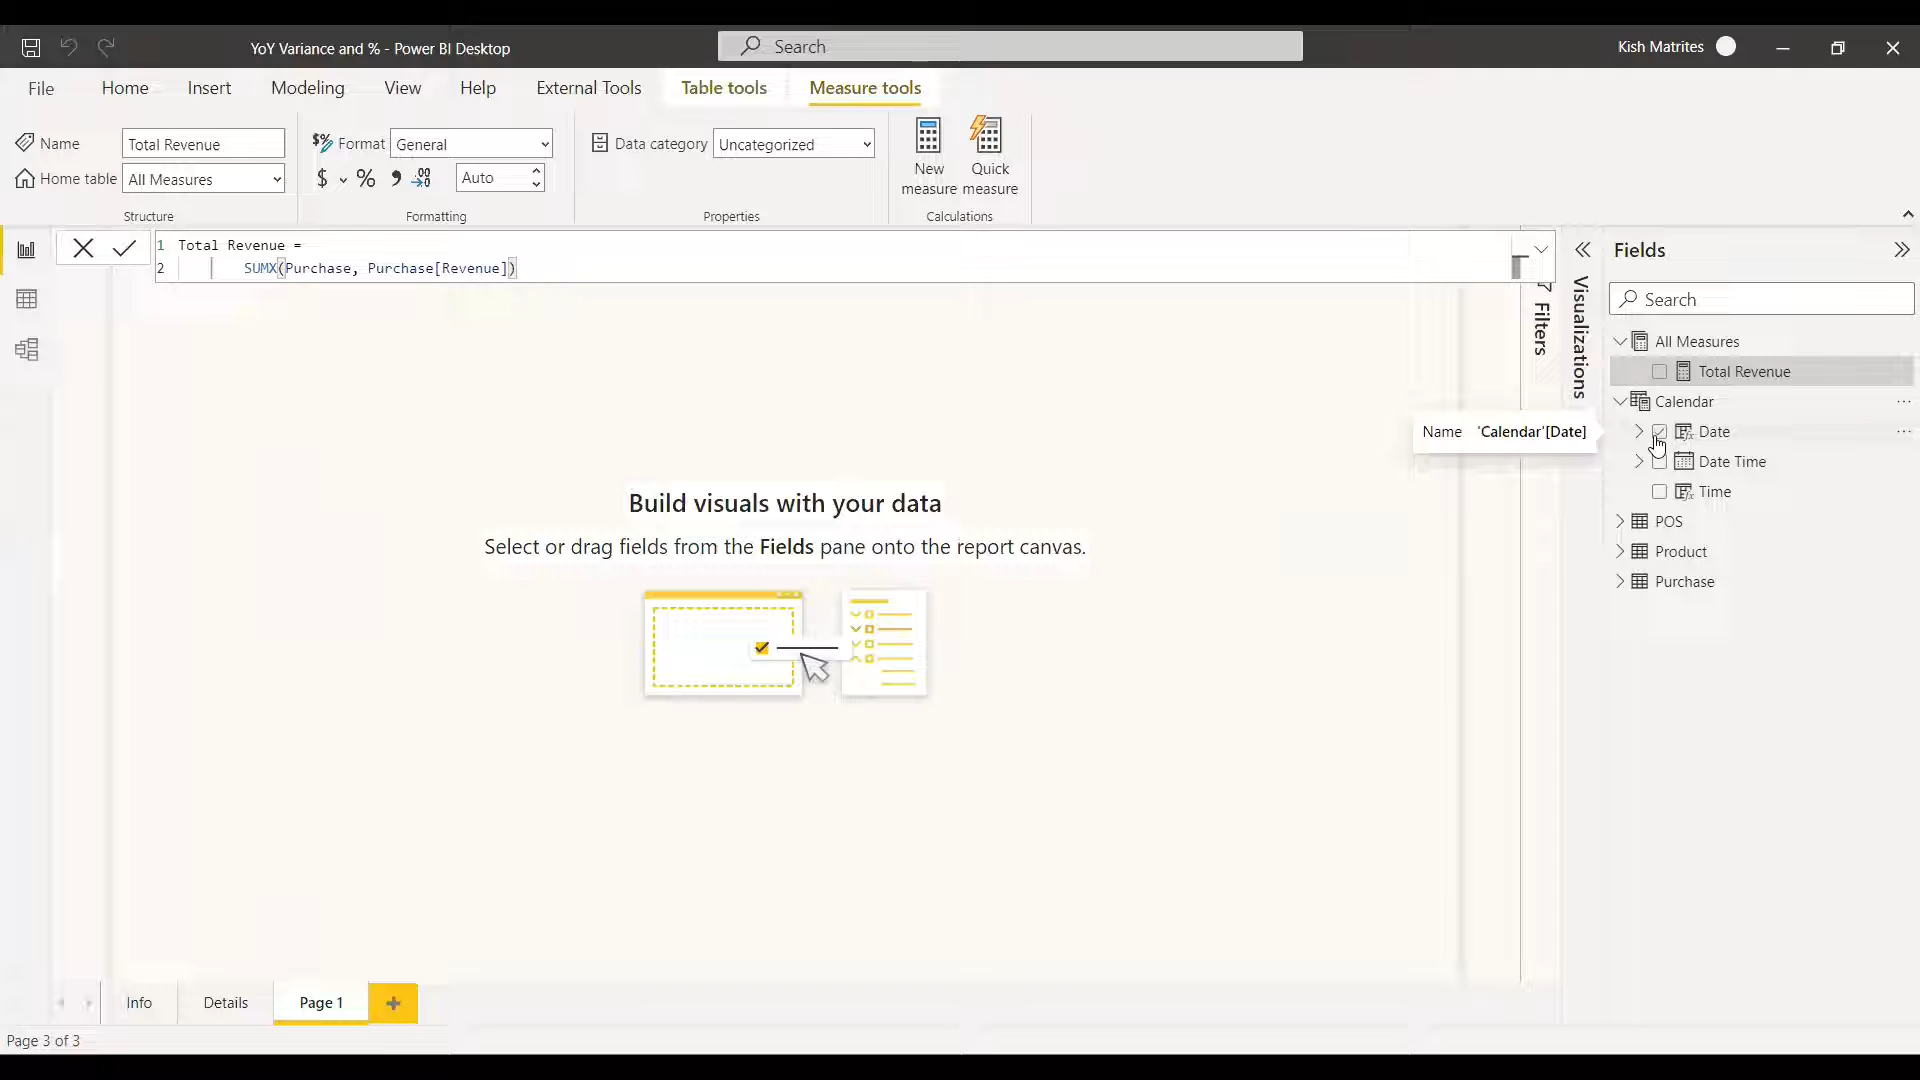 YoY Variance and % - Power BI Desktop
Search
Kish Matrites
File Home Insert Modeling View Help External Tools Table tools Measure tools
Name Total Revenue
Home table All Measures
Structure
Format General
$ % , .00 →.0 Auto
Formatting
Data category Uncategorized
Properties
New measure
Quick measure
Calculations
1 Total Revenue =
2 SUMX(Purchase, Purchase[Revenue])
Build visuals with your data
Select or drag fields from the Fields pane onto the report canvas.
Filters
Visualizations
Fields
Search
All Measures
Total Revenue
Calendar
Name 'Calendar'[Date]
Date
Date Time
Time
POS
Product
Purchase
Info Details Page 1 +
Page 3 of 3